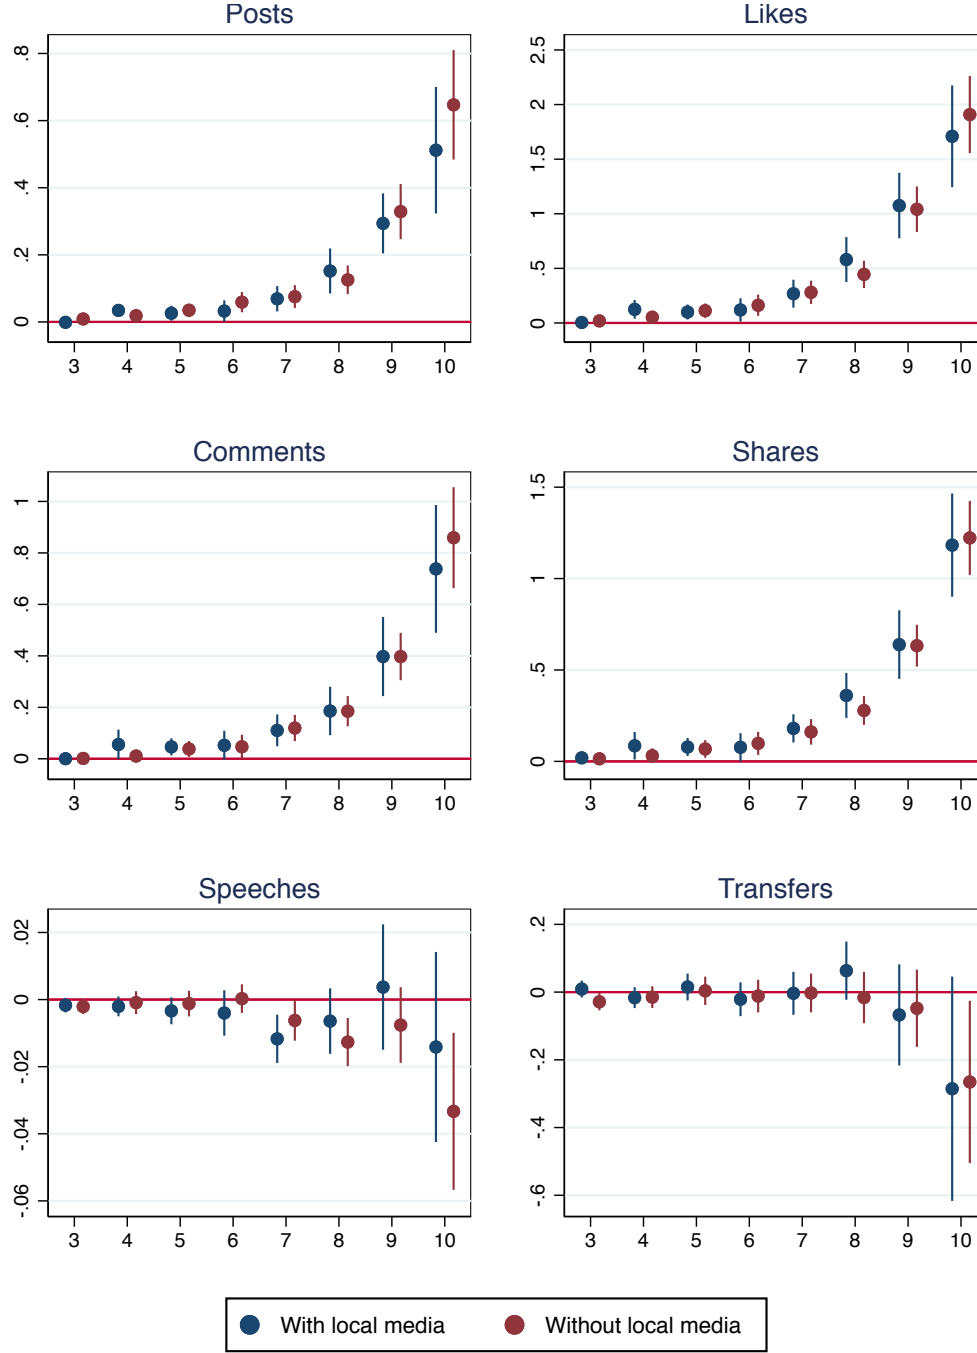 Posts
Likes
.8
.6
.4
.2
0
3 4 5 6 7 8 9 10
2.5
2
1.5
1
.5
0
3 4 5 6 7 8 9 10
Comments
Shares
1
.8
.6
.4
.2
0
3 4 5 6 7 8 9 10
1.5
1
.5
0
3 4 5 6 7 8 9 10
Speeches
Transfers
.02
0
-.02
-.04
-.06
3 4 5 6 7 8 9 10
.2
0
-.2
-.4
-.6
3 4 5 6 7 8 9 10
With local media
Without local media